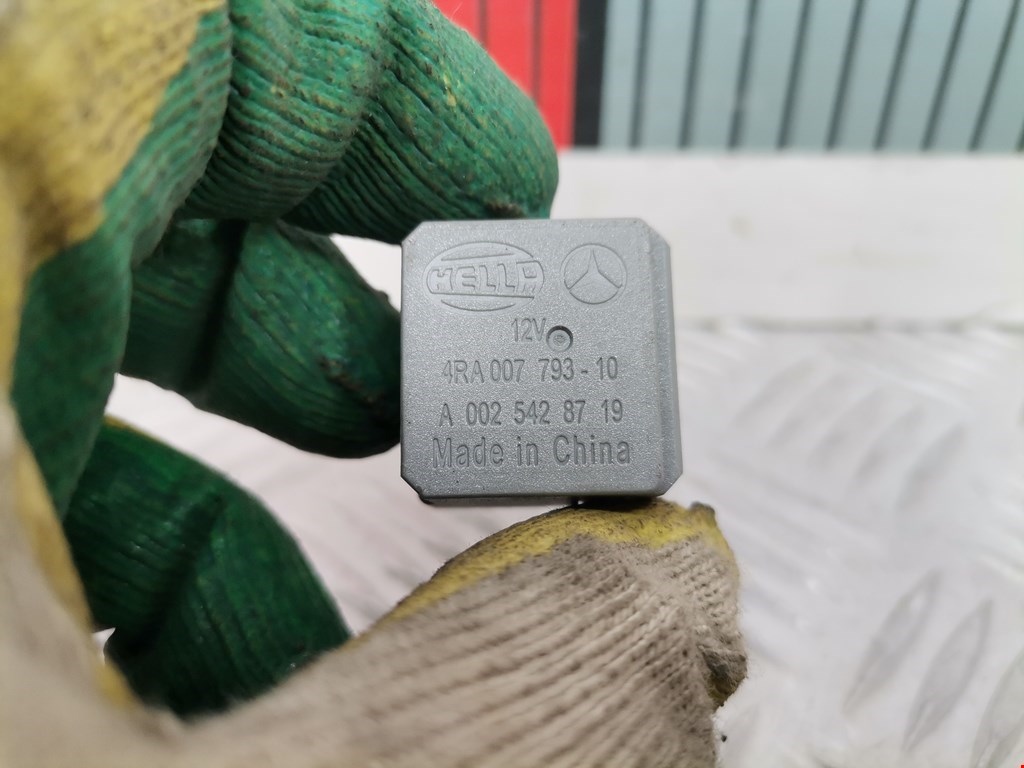 HELLA
12V
4RA 007 793 - 10
A 002 542 87 19
Made in China